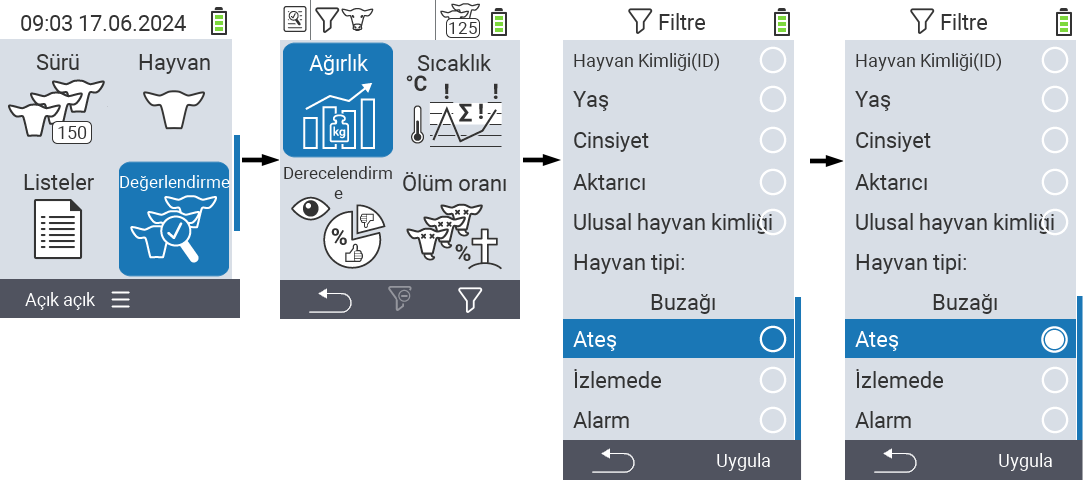 09:03 17.06.2024
Sürü
Hayvan
150
Listeler
Değerlendirme
Açık açık
125
Ağırlık
Sıcaklık
kg
°C
! !
Σ !
Derecelendirm
e
Ölüm oranı
%
%
Filtre
Hayvan Kimliği(ID)
Yaş
Cinsiyet
Aktarıcı
Ulusal hayvan kimliği
Hayvan tipi:
Buzağı
Ateş
İzlemede
Alarm
Uygula
Filtre
Hayvan Kimliği(ID)
Yaş
Cinsiyet
Aktarıcı
Ulusal hayvan kimliği
Hayvan tipi:
Buzağı
Ateş
İzlemede
Alarm
Uygula